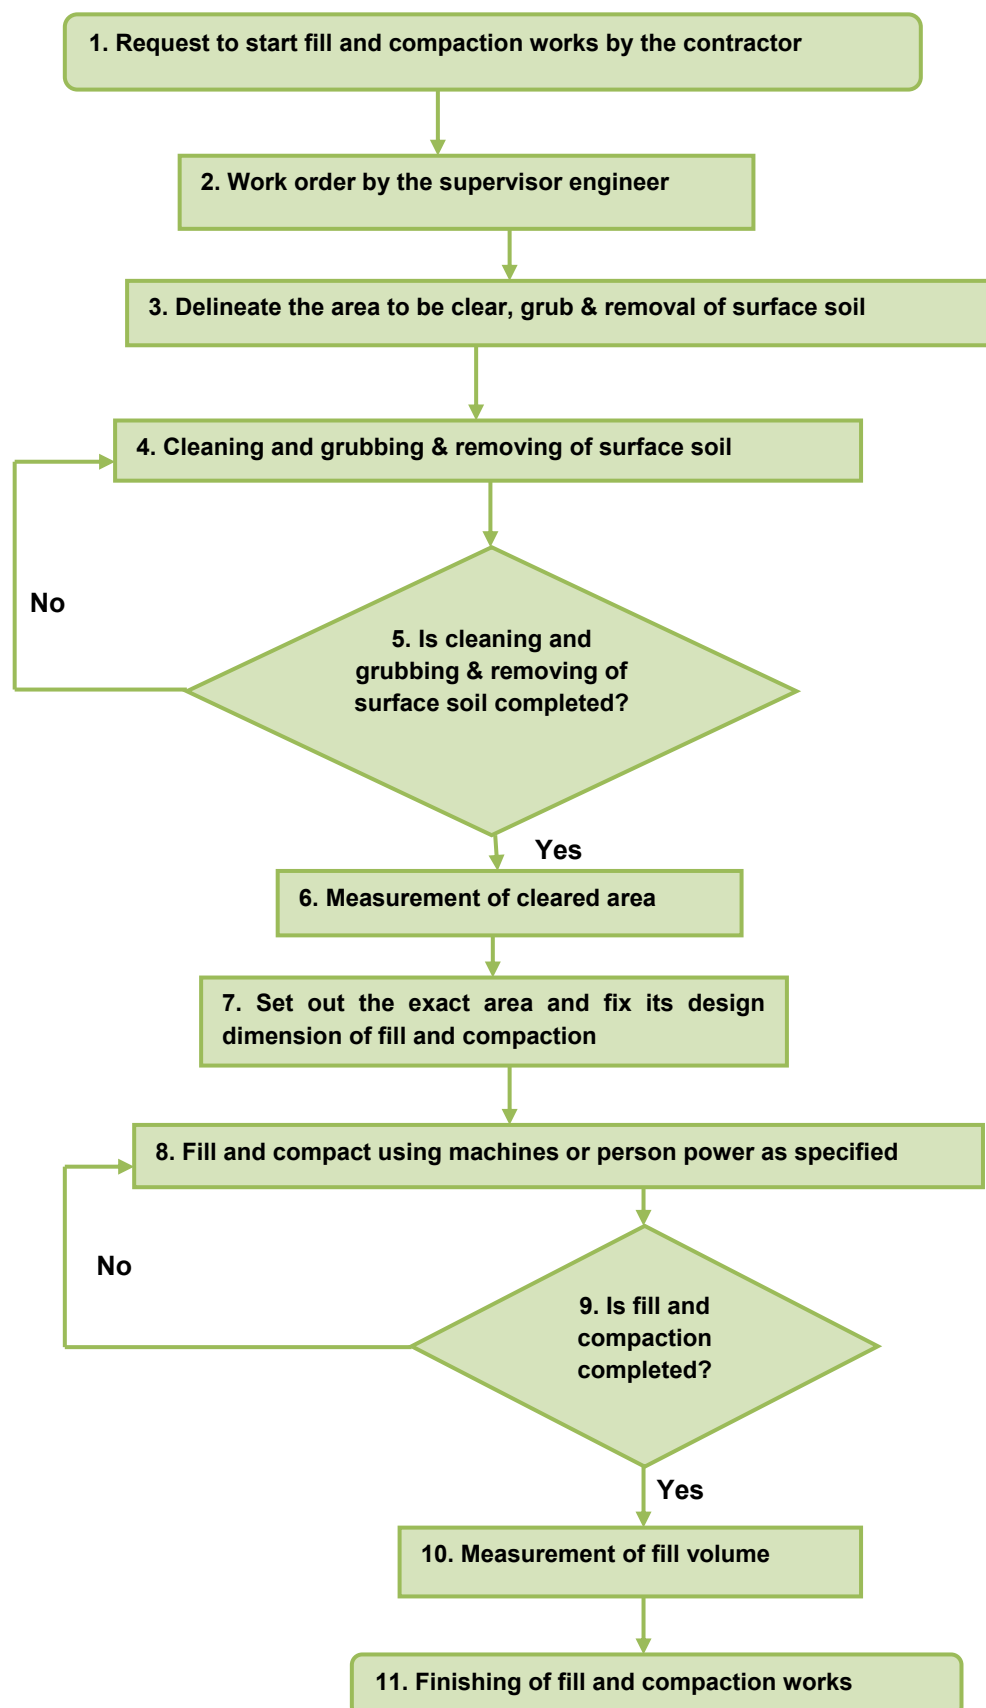 1. Request to start fill and compaction works by the contractor
2. Work order by the supervisor engineer
3. Delineate the area to be clear, grub & removal of surface soil
4. Cleaning and grubbing & removing of surface soil
No
5. Is cleaning and
grubbing & removing of
surface soil completed?
Yes
6. Measurement of cleared area
7. Set out the exact area and fix its design
dimension of fill and compaction
8. Fill and compact using machines or person power as specified
No
9. Is fill and
compaction
completed?
Yes
10. Measurement of fill volume
11. Finishing of fill and compaction works